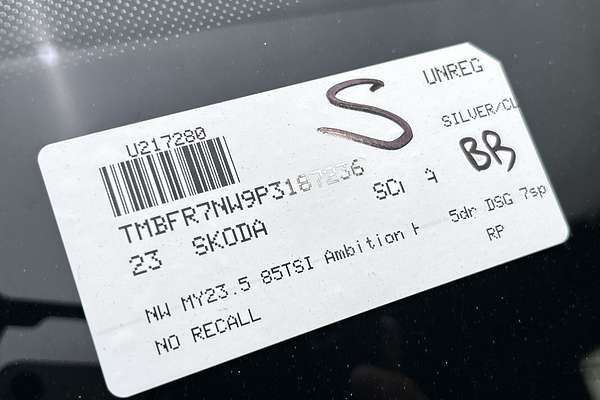 U217280
UNREG
S
SILVER/CL
BR
TMBFR7NW9P3187236
23 SKODA
NW MY23.5 85TSI Ambition
5dr DSG 7sp
RP
NO RECALL